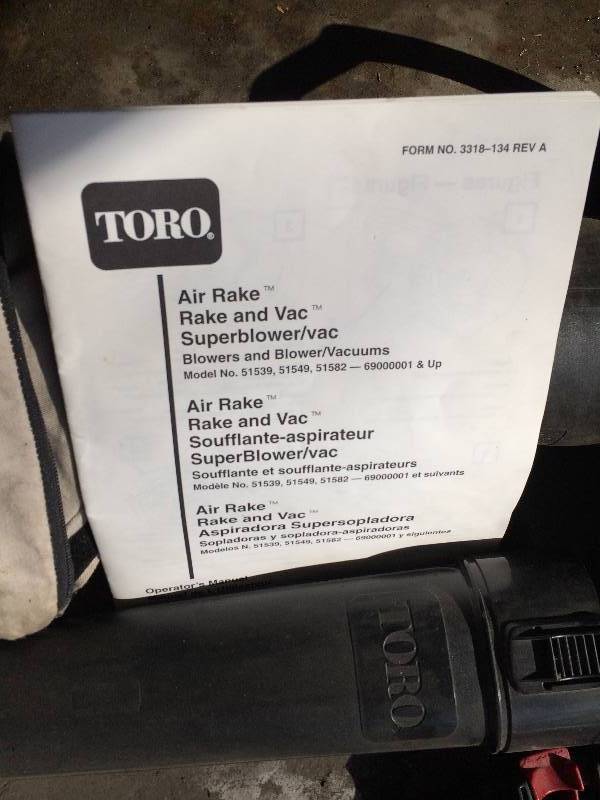 FORM NO. 3318–134 REV A
TORO®
Air Rake™
Rake and Vac™
Superblower/vac
Blowers and Blower/Vacuums
Model No. 51539, 51549, 51582 — 69000001 & Up
Air Rake™
Rake and Vac™
Soufflante-aspirateur
SuperBlower/vac
Soufflante et soufflante-aspirateurs
Modèle No. 51539, 51549, 51582 — 69000001 et suivants
Air Rake™
Rake and Vac™
Aspiradora Supersopladora
Sopladoras y sopladora-aspiradoras
Modelos N. 51539, 51549, 51582 — 69000001 y siguientes
Operator's Manual
TORO